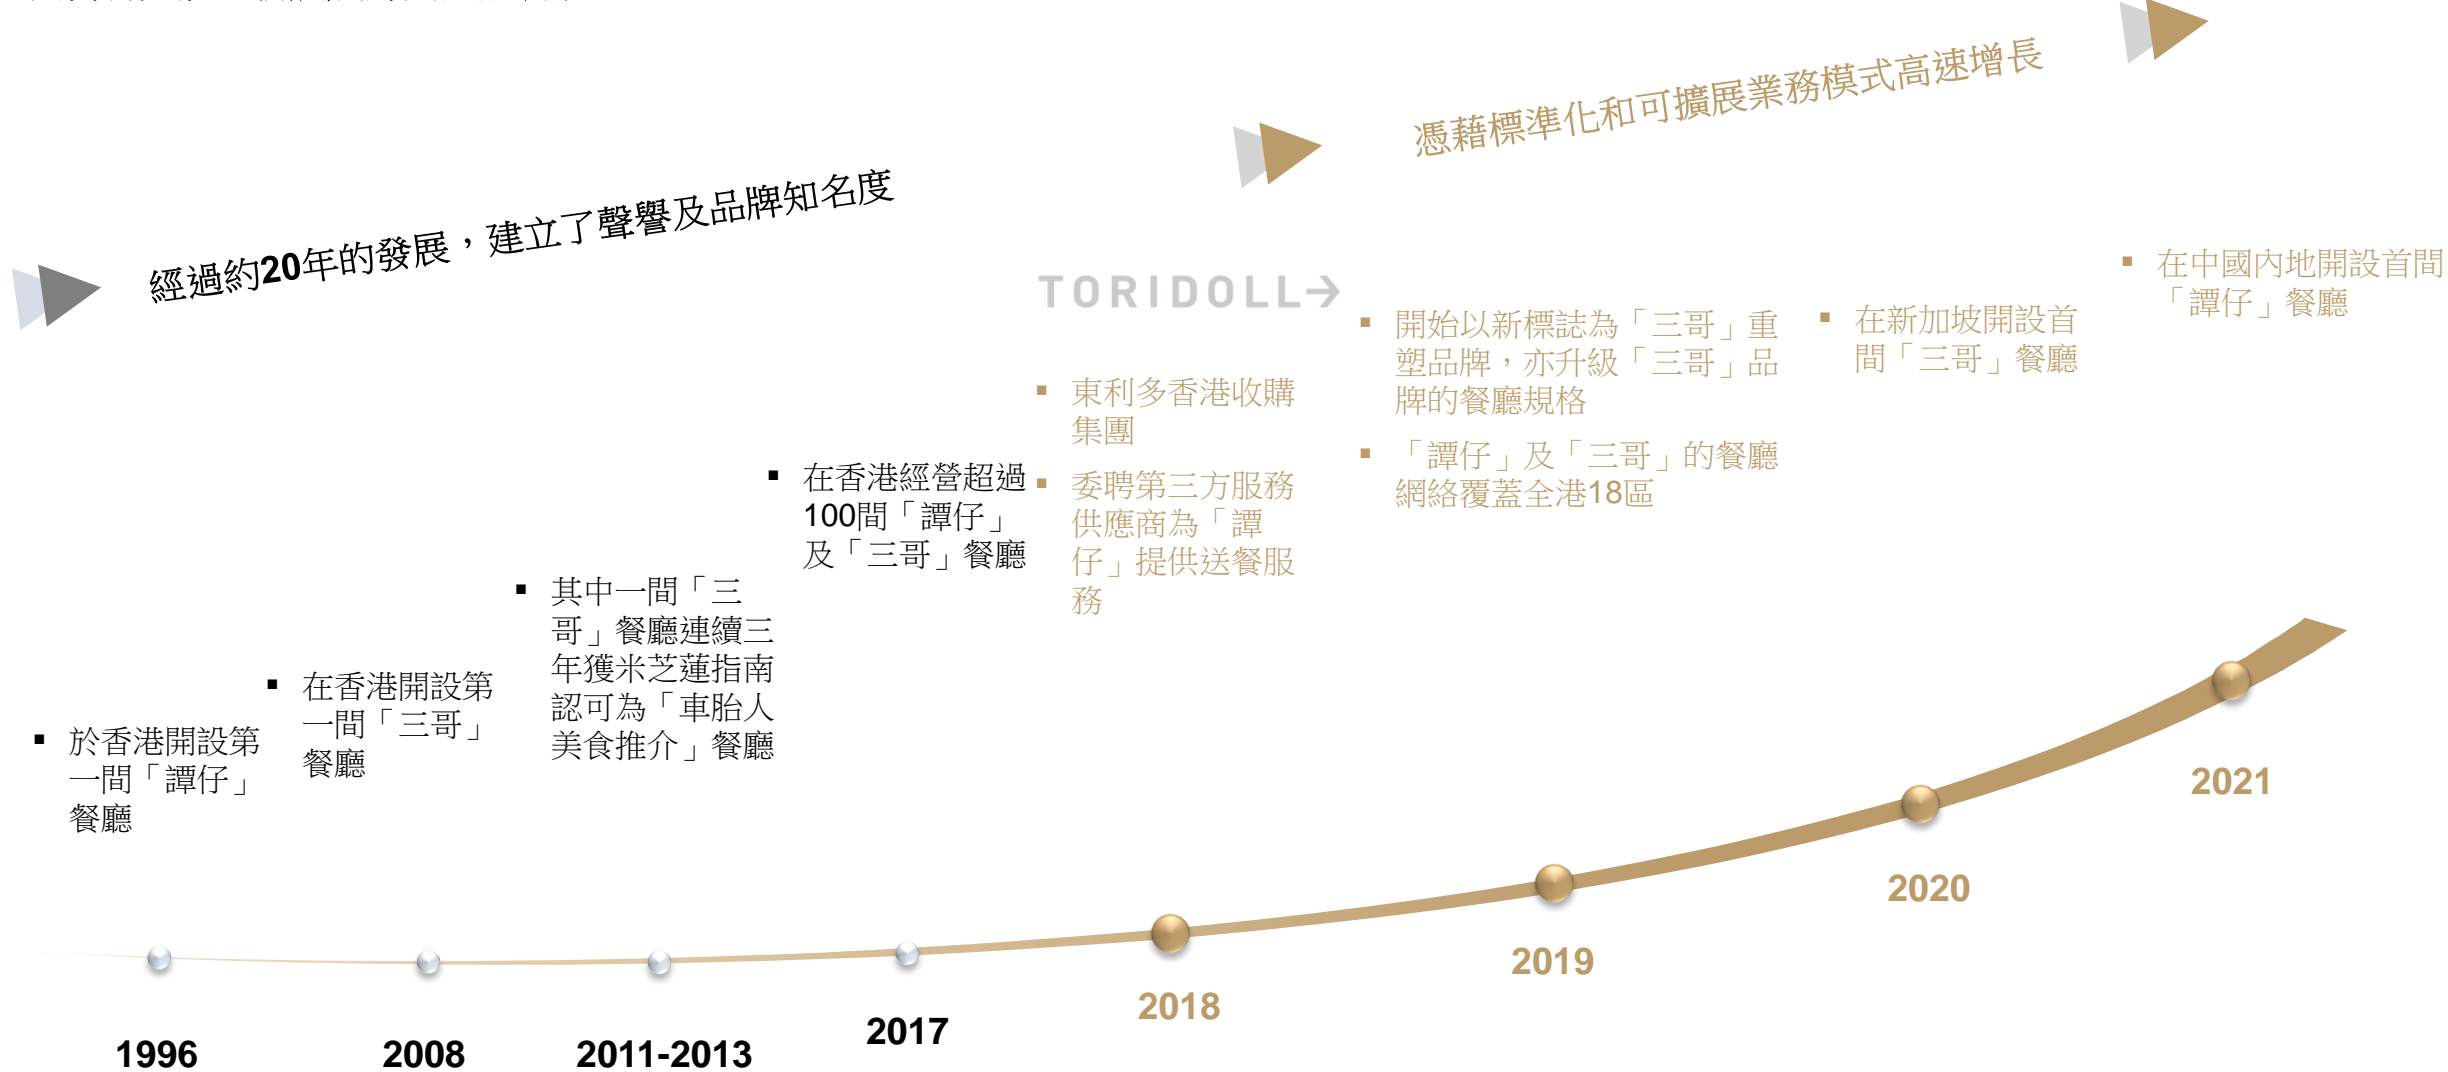 憑藉標準化和可擴展業務模式高速增長
經過約20年的發展，建立了聲譽及品牌知名度
TORIDOLL
▪ 於香港開設第
一間「譚仔」
餐廳
▪ 在香港開設第
一間「三哥」
餐廳
▪ 其中一間「三
哥」餐廳連續三
年獲米芝蓮指南
認可為「車胎人
美食推介」餐廳
▪ 在香港經營超過
100間「譚仔」
及「三哥」餐廳
▪ 東利多香港收購
集團
▪ 委聘第三方服務
供應商為「譚
仔」提供送餐服
務
▪ 開始以新標誌為「三哥」重
塑品牌，亦升級「三哥」品
牌的餐廳規格
▪ 「譚仔」及「三哥」的餐廳
網絡覆蓋全港18區
▪ 在新加坡開設首
間「三哥」餐廳
▪ 在中國內地開設首間
「譚仔」餐廳
1996
2008
2011-2013
2017
2018
2019
2020
2021